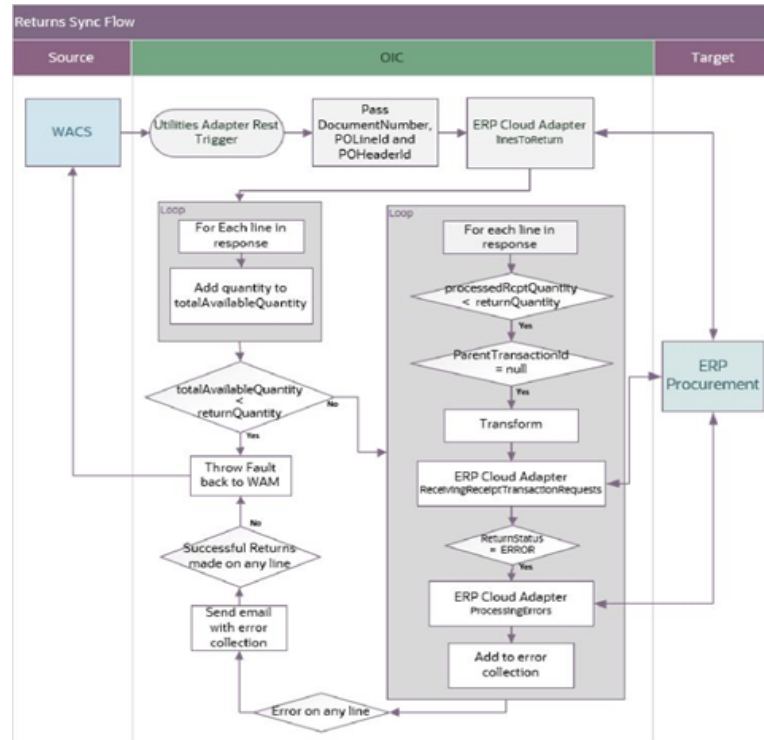 Returns Sync Flow
Source
OIC
Target
WACS
Utilities Adapter Rest
Trigger
Pass
DocumentNumber,
POLineId and
POHeaderId
ERP Cloud Adapter
linesToReturn
Loop
For Each line in
response
Add quantity to
totalAvailableQuantity
totalAvailableQuantity
<
returnQuantity
No
Yes
Throw Fault
back to WAM
No
Successful Returns
made on any line
Send email
with error
collection
Error on any line
Loop
For each line in
response
processedRcptQuantity
< returnQuantity
Yes
ParentTransactionId
= null
Yes
Transform
ERP Cloud Adapter
ReceivingReceiptTransactionRequests
ReturnStatus
= ERROR
Yes
ERP Cloud Adapter
ProcessingErrors
Add to error
collection
ERP
Procurement